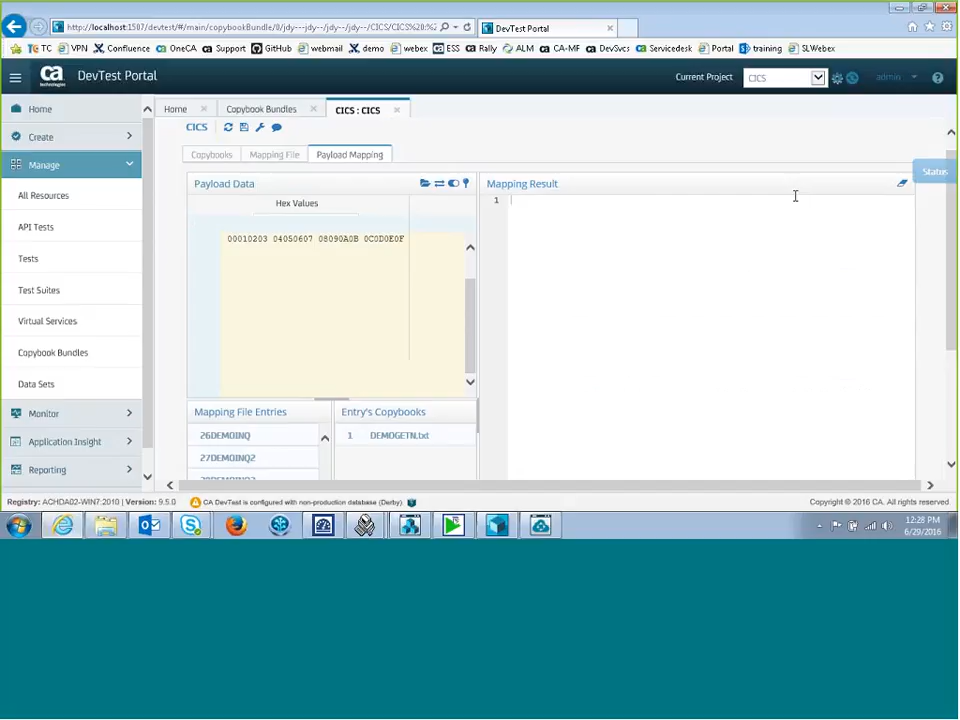 http://localhost:1507/devtest/#/main/copybookBundle/0/jdy---jdy--/jdy--/jdy--/CICS/CICS%20:%2
DevTest Portal
TC VPN Confluence OneCA Support GitHub webmail demo webex ESS Rally ALM CA-MF DevSvcs Servicedesk Portal training SLWebex
ca technologies DevTest Portal Current Project CICS admin
Home
Create
Manage
All Resources
API Tests
Tests
Test Suites
Virtual Services
Copybook Bundles
Data Sets
Monitor
Application Insight
Reporting
Home Copybook Bundles CICS : CICS
CICS
Copybooks Mapping File Payload Mapping
Payload Data
Hex Values
00010203 04050607 08090A0B 0C0D0E0F
Mapping File Entries
26DEMOINQ
27DEMOINQ2
Entry's Copybooks
1 DEMOGETN.txt
Mapping Result
1
Status
Registry: ACHDA02-WIN7:2010 | Version: 9.5.0 CA DevTest is configured with non-production database (Derby) Copyright © 2016 CA. All rights reserved.
12:28 PM
6/29/2016